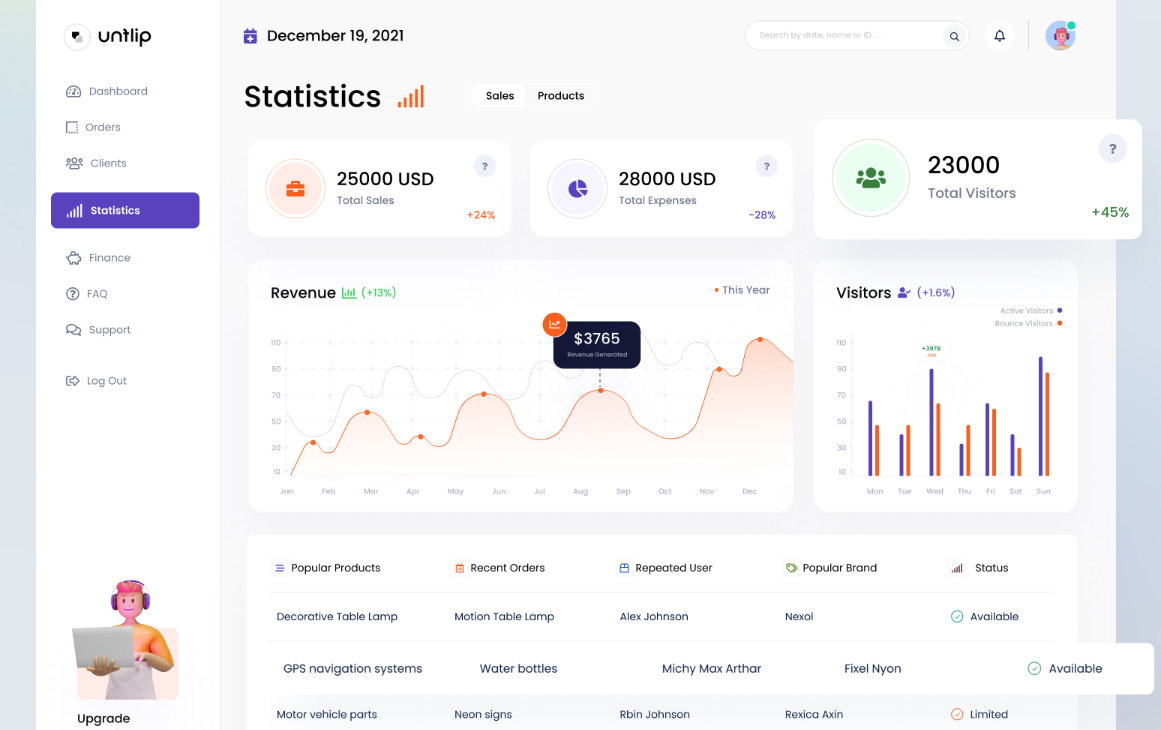 untlip
December 19, 2021
Search by date, name or ID . . .
Dashboard
Orders
Clients
Statistics
Finance
FAQ
Support
Log Out
Upgrade
Statistics
Sales
Products
?
25000 USD
Total Sales
+24%
?
28000 USD
Total Expenses
-28%
?
23000
Total Visitors
+45%
Revenue (+13%)
This Year
$3765
Revenue Generated
110
90
70
50
30
10
Jan Feb Mar Apr May Jun Jul Aug Sep Oct Nov Dec
Visitors (+1.6%)
Active Visitors
Bounce Visitors
+3978
110
90
70
50
30
10
Mon Tue Wed Thu Fri Sat Sun
Popular Products Recent Orders Repeated User Popular Brand Status
Decorative Table Lamp Motion Table Lamp Alex Johnson Nexol Available
GPS navigation systems Water bottles Michy Max Arthar Fixel Nyon Available
Motor vehicle parts Neon signs Rbin Johnson Rexica Axin Limited